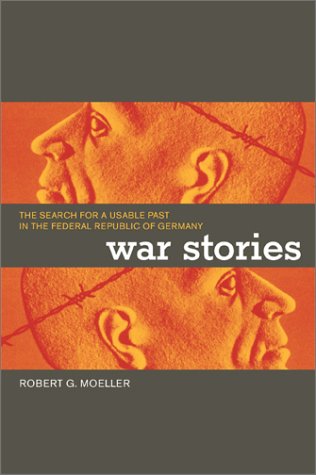 THE SEARCH FOR A USABLE PAST
IN THE FEDERAL REPUBLIC OF GERMANY
war stories
ROBERT G. MOELLER